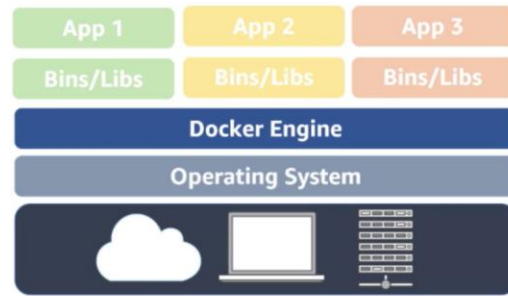 App 1 App 2 App 3
Bins/Libs Bins/Libs Bins/Libs
Docker Engine
Operating System